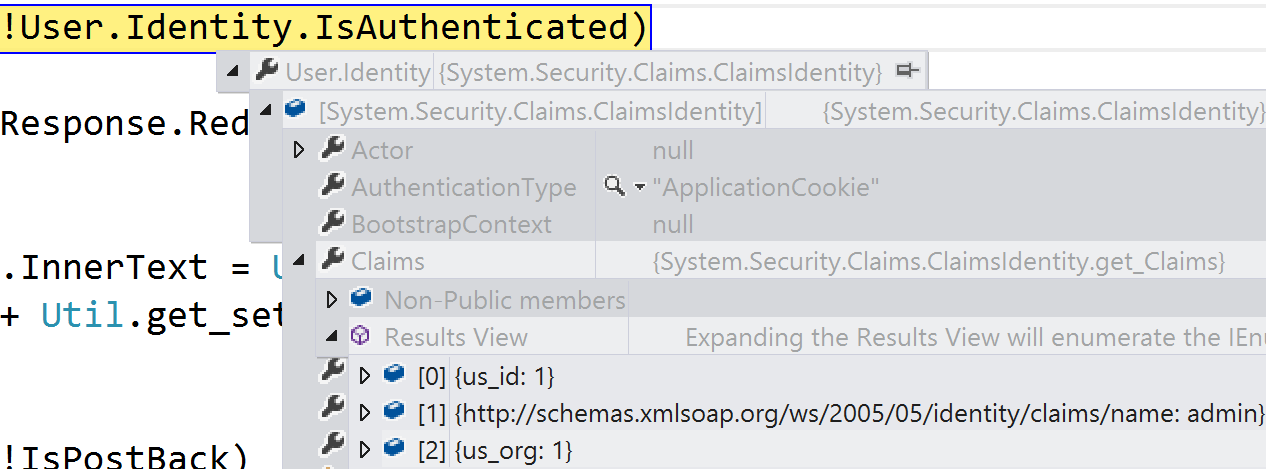 !User.Identity.IsAuthenticated)
User.Identity {System.Security.Claims.ClaimsIdentity}
Response.Red [System.Security.Claims.ClaimsIdentity] {System.Security.Claims.ClaimsIdentity}
Actor null
AuthenticationType "ApplicationCookie"
BootstrapContext null
.InnerText = U Claims {System.Security.Claims.ClaimsIdentity.get_Claims}
+ Util.get_set Non-Public members
Results View Expanding the Results View will enumerate the IEnu
[0] {us_id: 1}
[1] {http://schemas.xmlsoap.org/ws/2005/05/identity/claims/name: admin}
!IsPostBack) [2] {us_org: 1}